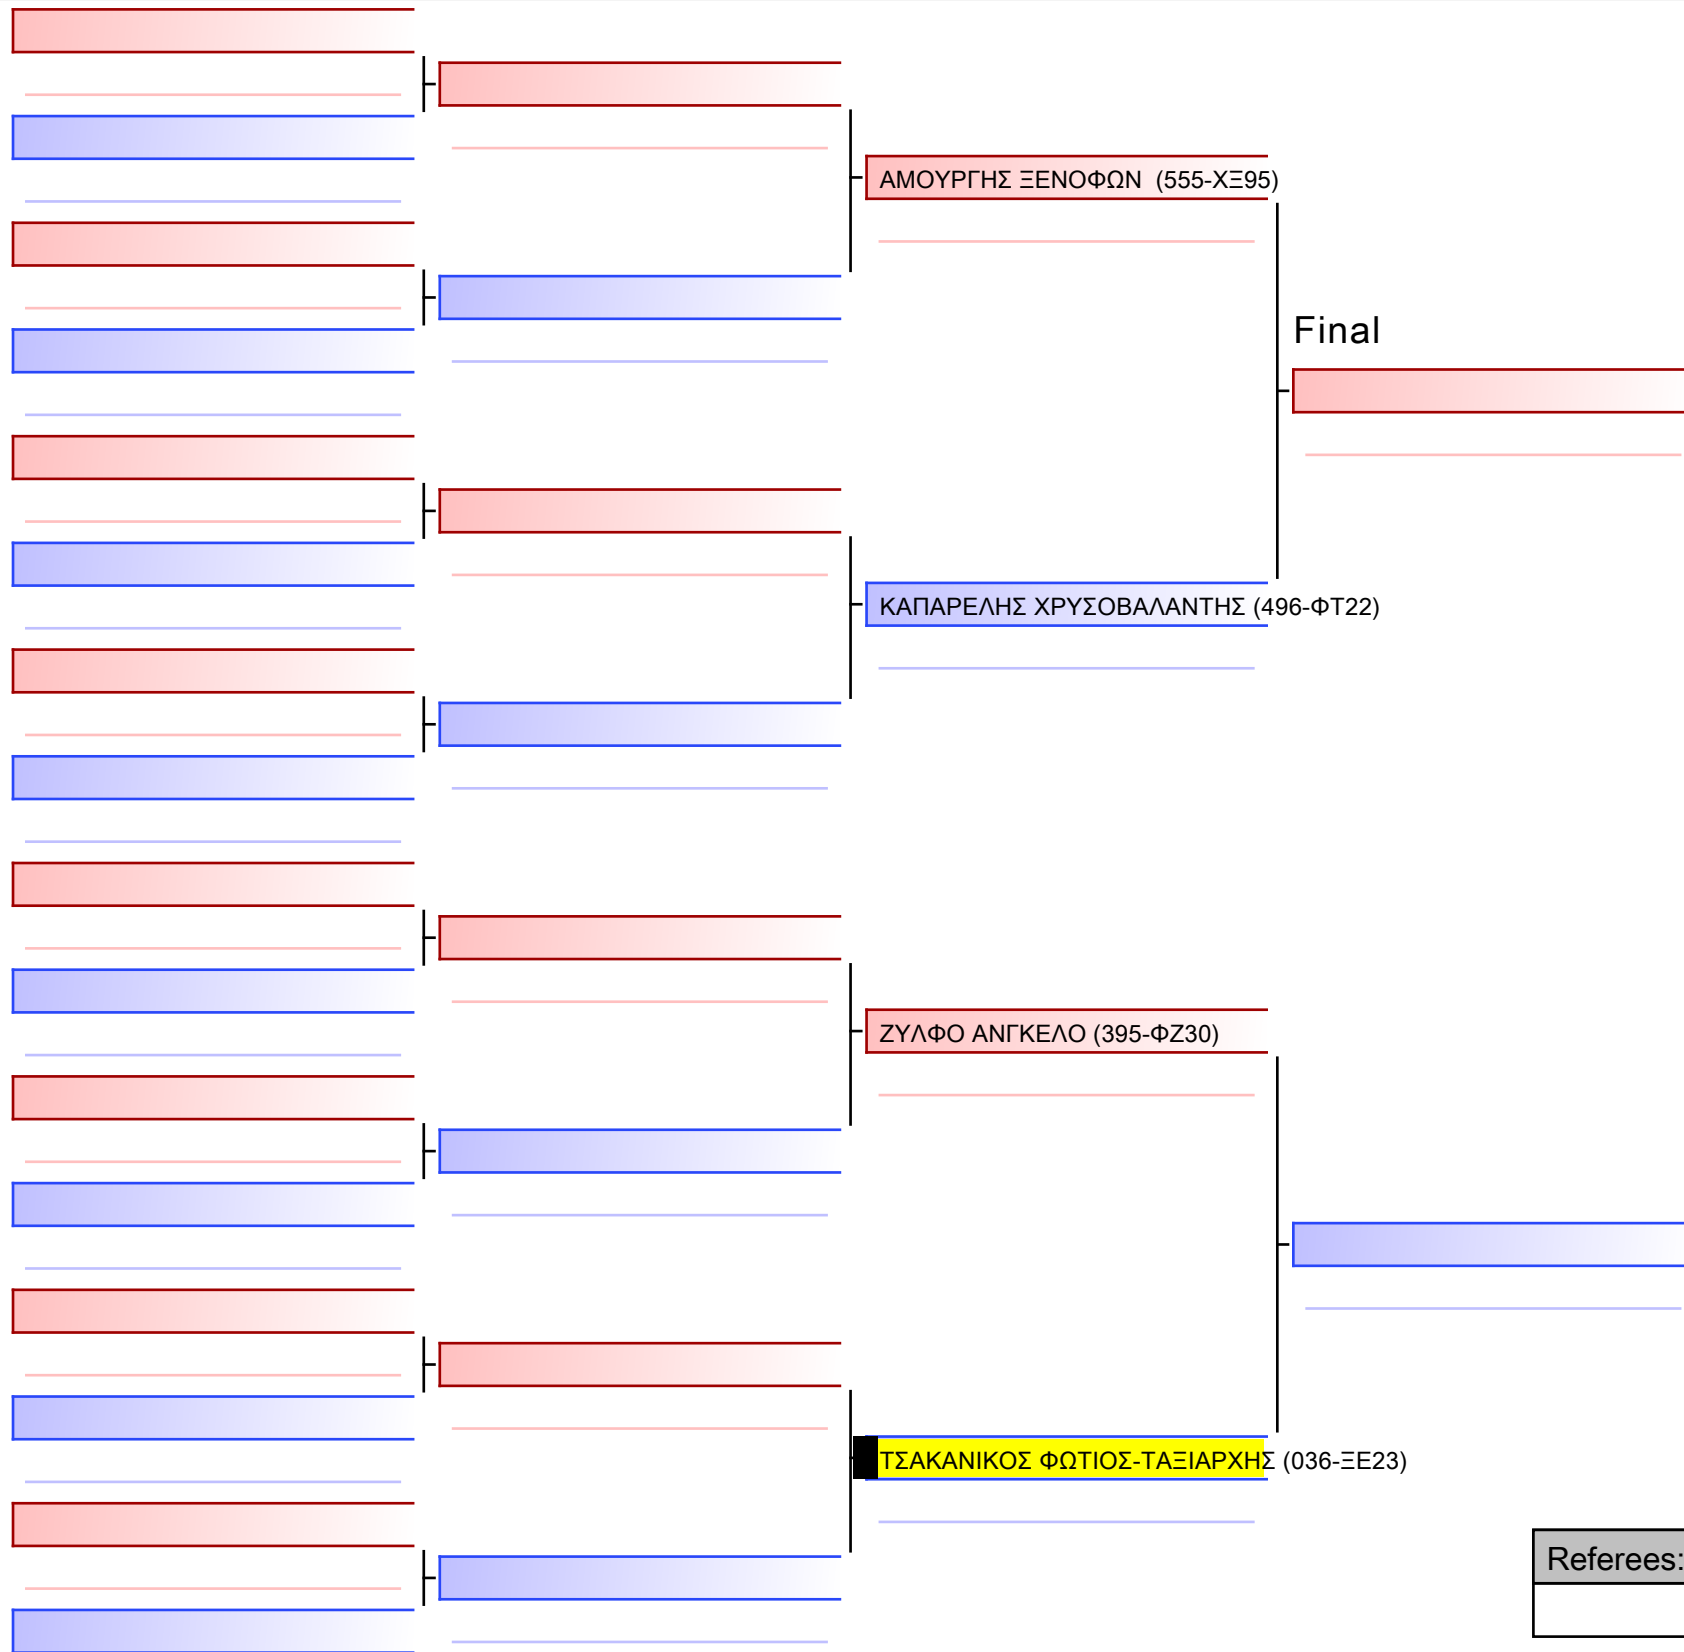 ΑΜΟΥΡΓΗΣ ΞΕΝΟΦΩΝ  (555-ΧΞ95)
Final
ΚΑΠΑΡΕΛΗΣ ΧΡΥΣΟΒΑΛΑΝΤΗΣ (496-ΦΤ22)
ΖΥΛΦΟ ΑΝΓΚΕΛΟ (395-ΦΖ30)
ΤΣΑΚΑΝΙΚΟΣ ΦΩΤΙΟΣ-ΤΑΞΙΑΡΧΗΣ (036-ΞΕ23)
Referees: